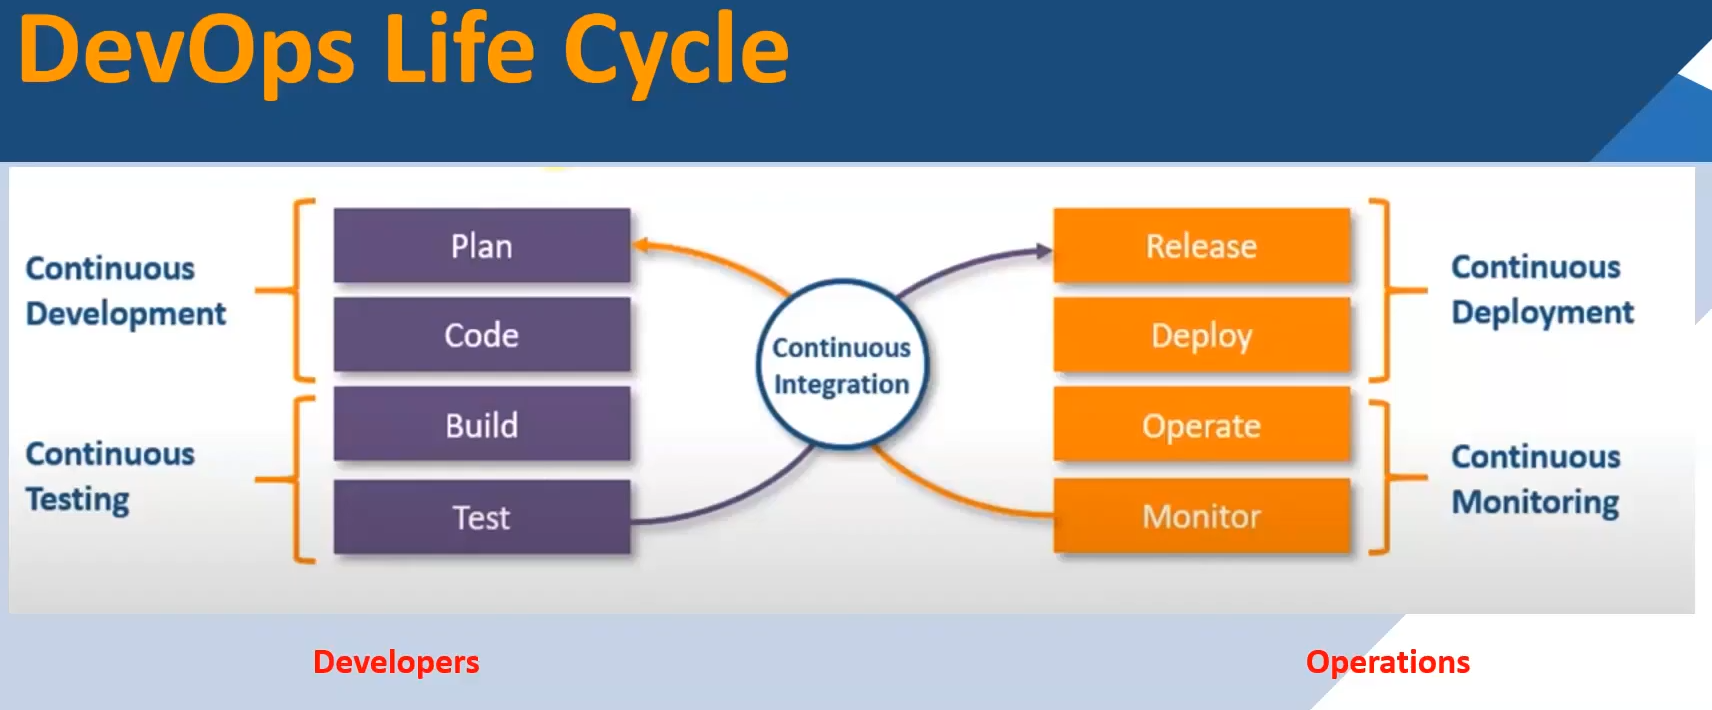 DevOps Life Cycle
Continuous
Development
Continuous
Testing
Plan
Code
Build
Test
Continuous
Integration
Release
Deploy
Operate
Monitor
Continuous
Deployment
Continuous
Monitoring
Developers
Operations